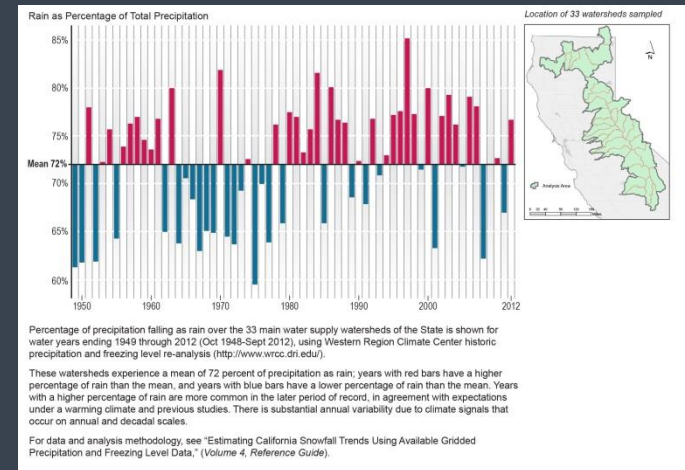 Rain as Percentage of Total Precipitation
Location of 33 watersheds sampled
85%
80%
75%
Mean 72%
70%
65%
60%
1950 1960 1970 1980 1990 2000 2012
N
Analysis Area
Percentage of precipitation falling as rain over the 33 main water supply watersheds of the State is shown for
water years ending 1949 through 2012 (Oct 1948-Sept 2012), using Western Region Climate Center historic
precipitation and freezing level re-analysis (http://www.wrcc.dri.edu/).
These watersheds experience a mean of 72 percent of precipitation as rain; years with red bars have a higher
percentage of rain than the mean, and years with blue bars have a lower percentage of rain than the mean. Years
with a higher percentage of rain are more common in the later period of record, in agreement with expectations
under a warming climate and previous studies. There is substantial annual variability due to climate signals that
occur on annual and decadal scales.
For data and analysis methodology, see “Estimating California Snowfall Trends Using Available Gridded
Precipitation and Freezing Level Data,” (Volume 4, Reference Guide).